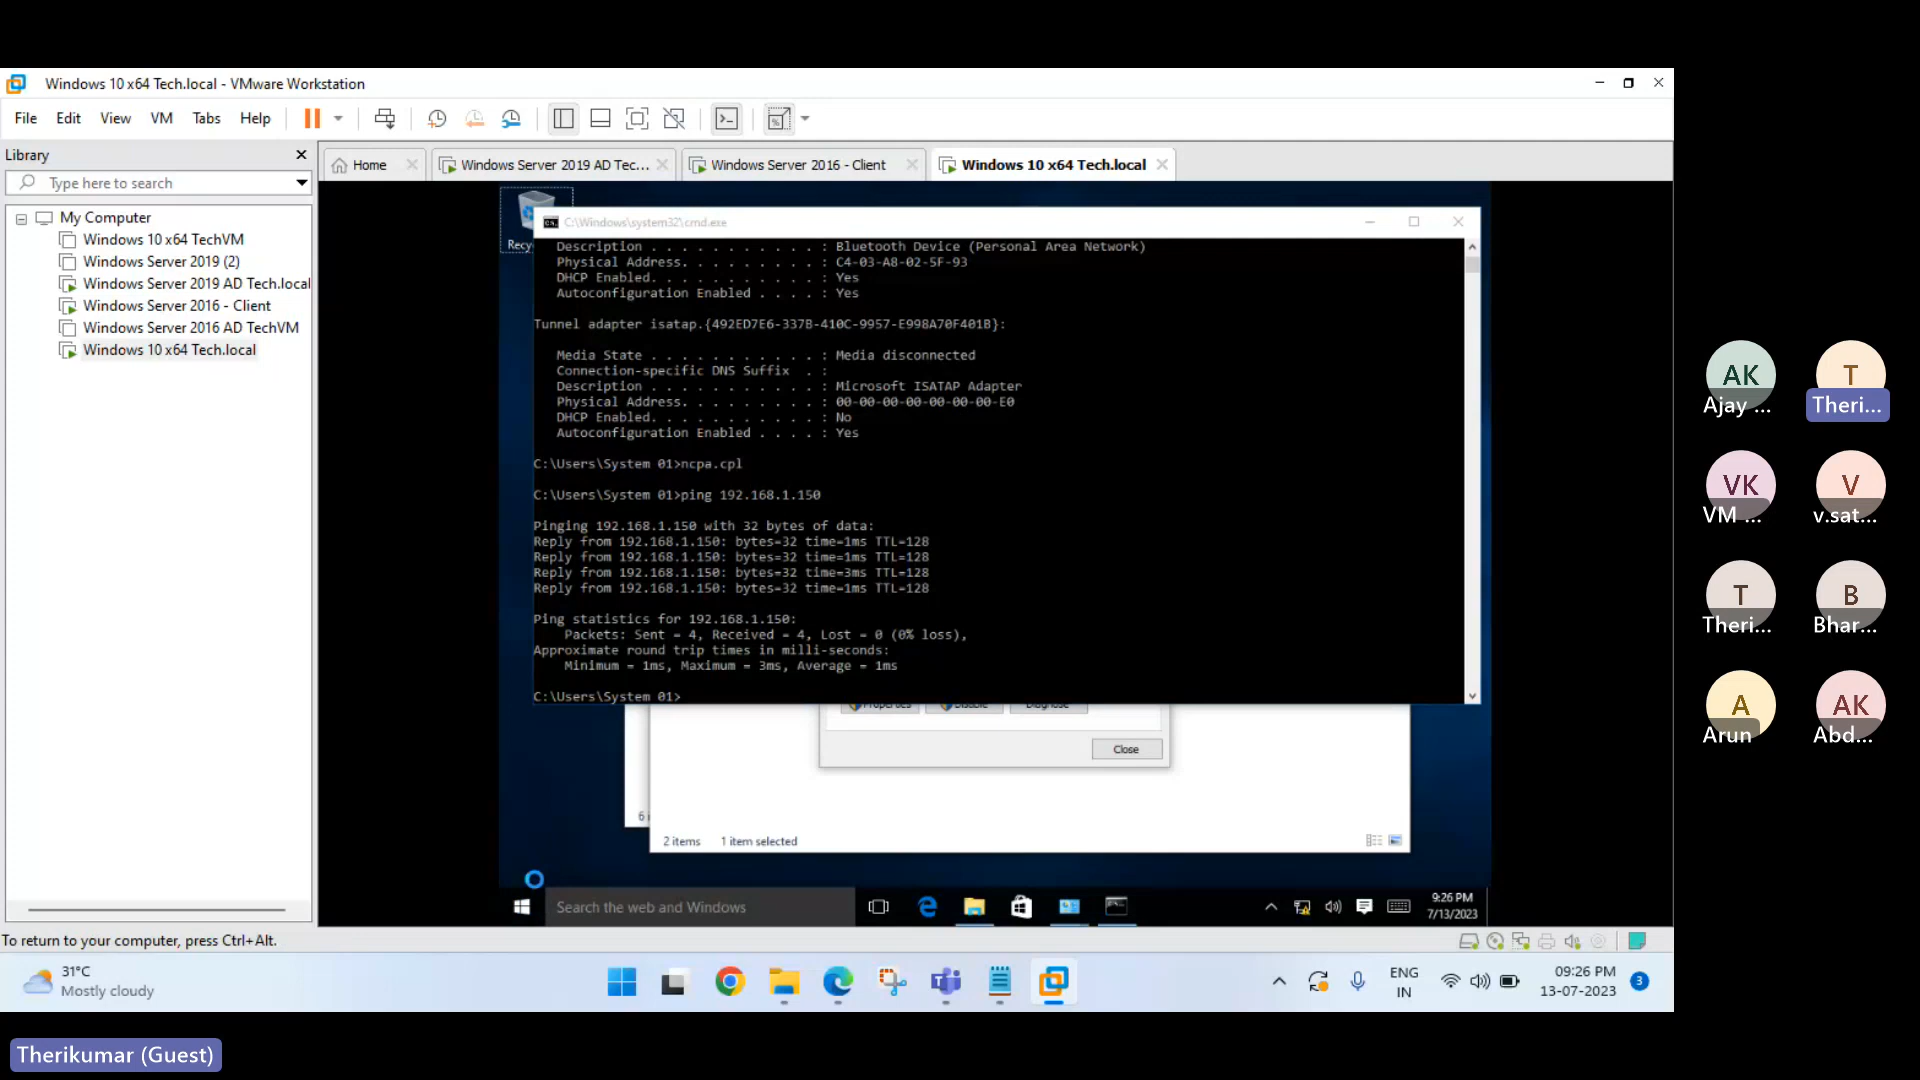 Windows 10 x64 Tech.local - VMware Workstation
File Edit View VM Tabs Help
Library
Type here to search
My Computer
Windows 10 x64 TechVM
Windows Server 2019 (2)
Windows Server 2019 AD Tech.local
Windows Server 2016 - Client
Windows Server 2016 AD TechVM
Windows 10 x64 Tech.local
Home
Windows Server 2019 AD Tec...
Windows Server 2016 - Client
Windows 10 x64 Tech.local
C:\Windows\system32\cmd.exe
Description . . . . . . . . . . . : Bluetooth Device (Personal Area Network)
Physical Address. . . . . . . . . : C4-03-A8-02-5F-93
DHCP Enabled. . . . . . . . . . . : Yes
Autoconfiguration Enabled . . . . : Yes
Tunnel adapter isatap.{492ED7E6-337B-410C-9957-E998A70F401B}:
Media State . . . . . . . . . . . : Media disconnected
Connection-specific DNS Suffix . :
Description . . . . . . . . . . . : Microsoft ISATAP Adapter
Physical Address. . . . . . . . . : 00-00-00-00-00-00-00-E0
DHCP Enabled. . . . . . . . . . . : No
Autoconfiguration Enabled . . . . : Yes
C:\Users\System 01>ncpa.cpl
C:\Users\System 01>ping 192.168.1.150
Pinging 192.168.1.150 with 32 bytes of data:
Reply from 192.168.1.150: bytes=32 time=1ms TTL=128
Reply from 192.168.1.150: bytes=32 time=1ms TTL=128
Reply from 192.168.1.150: bytes=32 time=3ms TTL=128
Reply from 192.168.1.150: bytes=32 time=1ms TTL=128
Ping statistics for 192.168.1.150:
Packets: Sent = 4, Received = 4, Lost = 0 (0% loss),
Approximate round trip times in milli-seconds:
Minimum = 1ms, Maximum = 3ms, Average = 1ms
C:\Users\System 01>
Recy
Properties Disable Diagnose
Close
6 i
2 items 1 item selected
Search the web and Windows
9:26 PM
7/13/2023
To return to your computer, press Ctrl+Alt.
31°C
Mostly cloudy
ENG
IN
09:26 PM
13-07-2023
3
AK
Ajay ...
T
Theri...
VK
VM ...
V
v.sat...
T
Theri...
B
Bhar...
A
Arun
AK
Abd...
Therikumar (Guest)